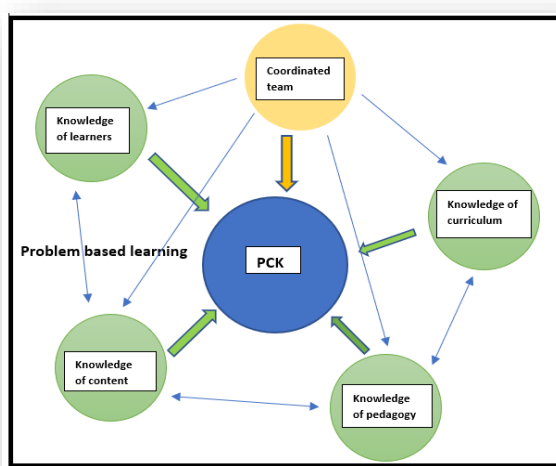 Coordinated
team
Knowledge
of learners
Knowledge of
curriculum
Problem based learning
PCK
Knowledge
of content
Knowledge
of pedagogy